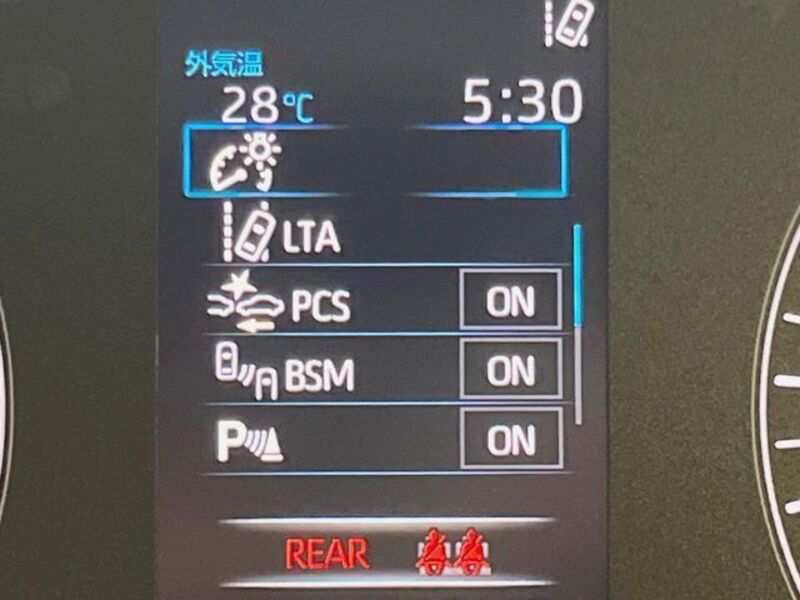 外気温
28℃ 5:30
LTA
PCS ON
BSM ON
P ON
REAR